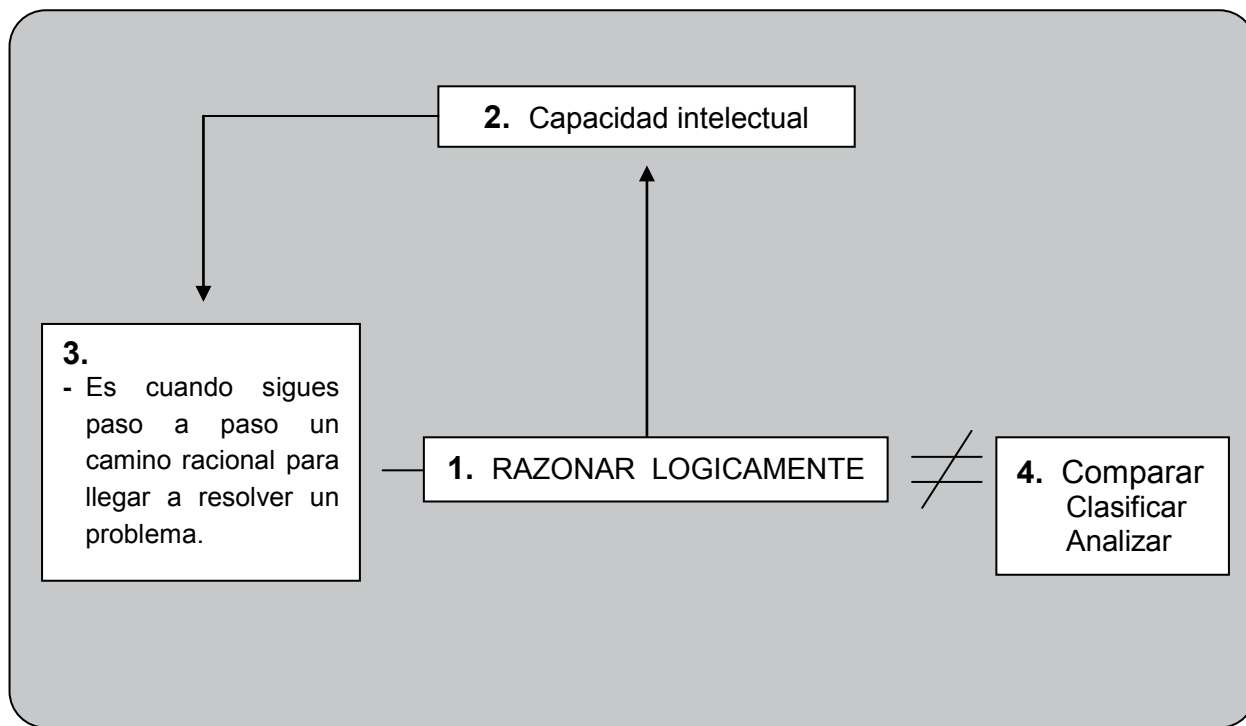 2. Capacidad intelectual
3.
- Es cuando sigues
paso a paso un
camino racional para
llegar a resolver un
problema.
1. RAZONAR LOGICAMENTE
4. Comparar
Clasificar
Analizar